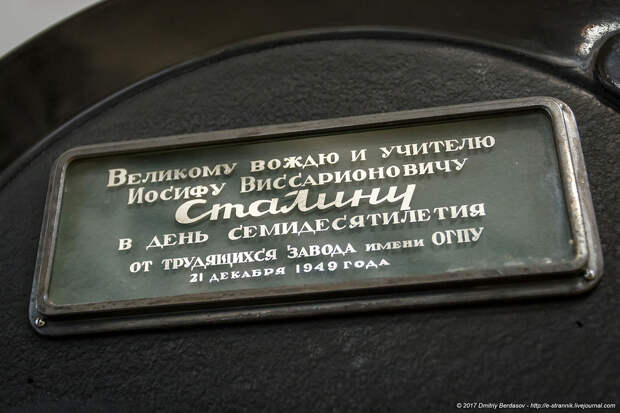 Великому вождю и учителю
Иосифу Виссарионовичу
Сталину
в день семидесятилетия
от трудящихся завода имени ОГПУ
21 декабря 1949 года
© 2017 Dmitriy Berdasov - http://e-strannik.livejournal.com/